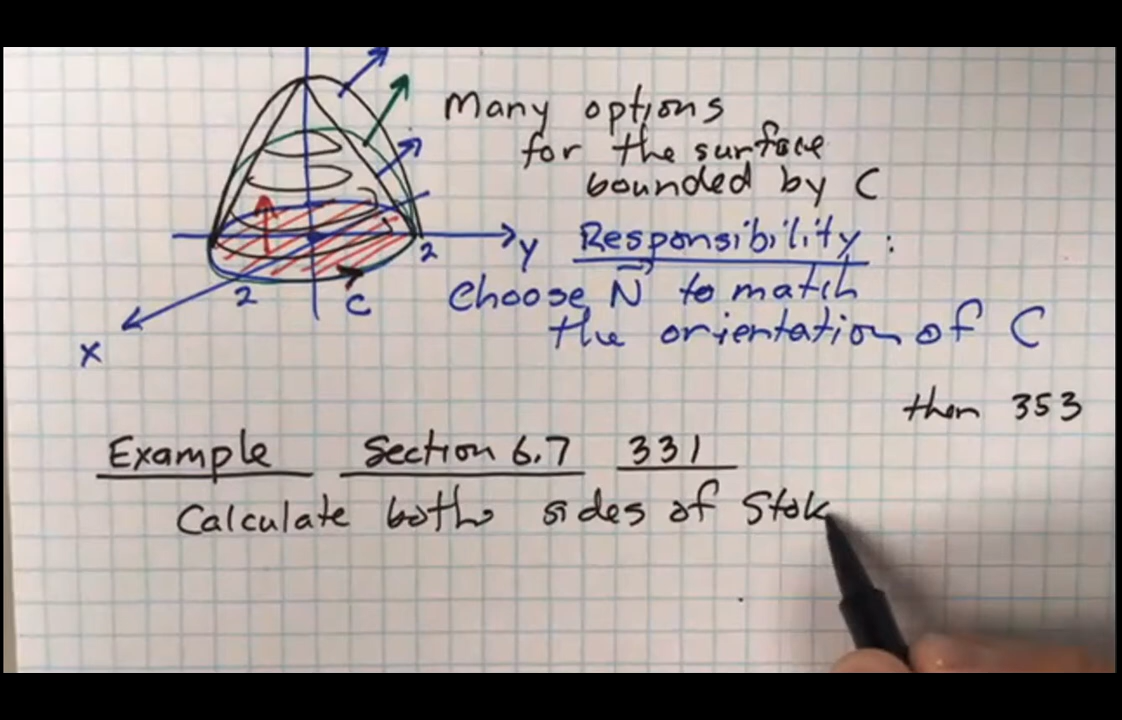 Many options
for the surface
bounded by C
Responsibility :
Choose N to match
the orientation of C
y
2
2
C
x
then 353
Example Section 6.7 331
Calculate both sides of Stok